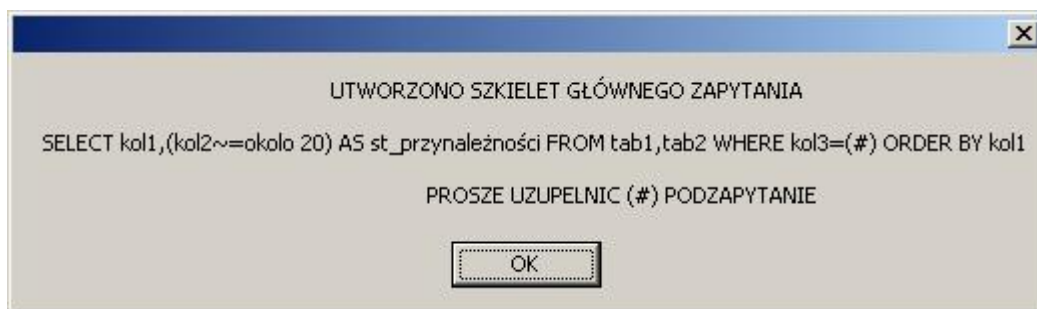 UTWORZONO SZKIELET GŁÓWNEGO ZAPYTANIA
SELECT kol1,(kol2~=okolo 20) AS st_przynależności FROM tab1,tab2 WHERE kol3=(#) ORDER BY kol1
PROSZE UZUPELNIC (#) PODZAPYTANIE
OK